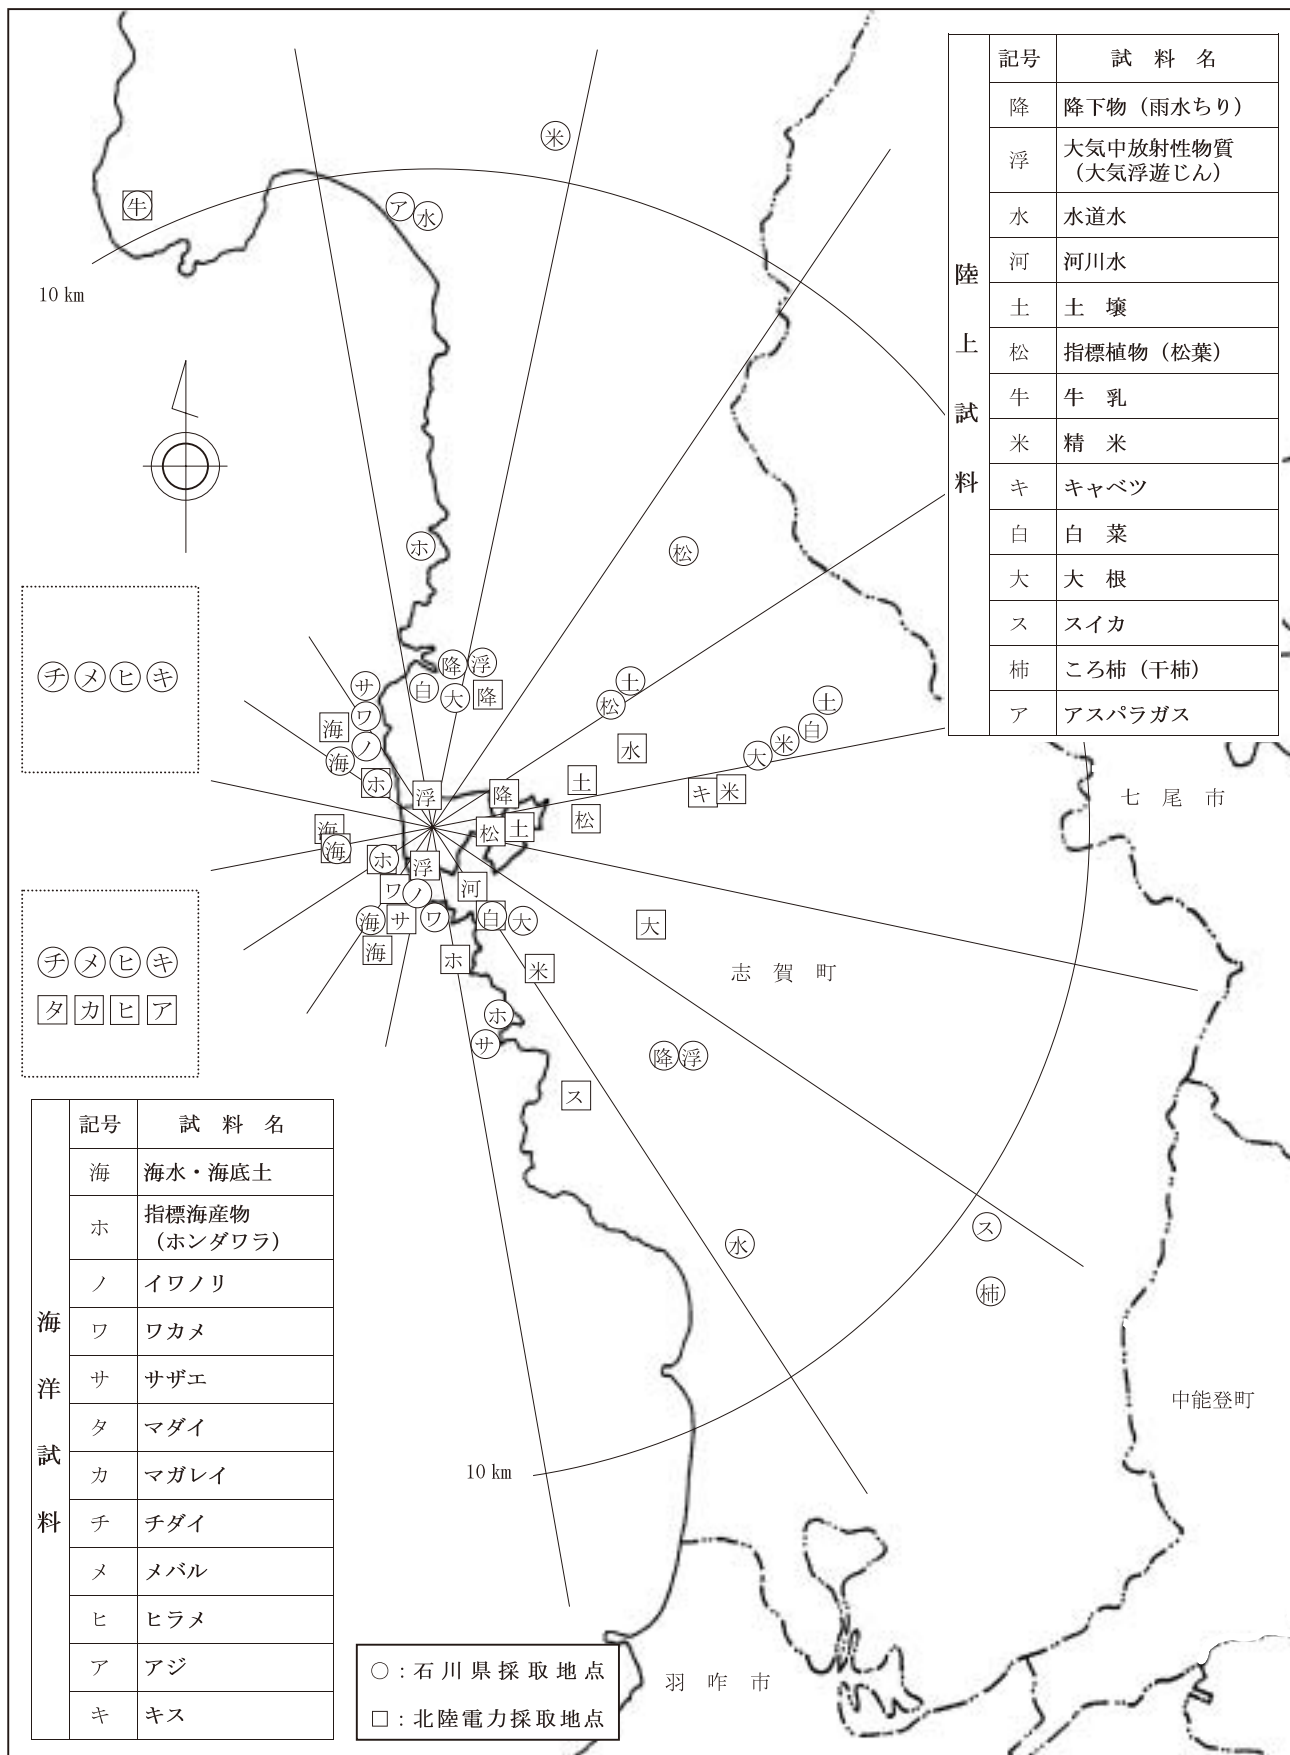 記号 試料名
陸上試料
降 降下物（雨水ちり）
浮 大気中放射性物質
（大気浮遊じん）
水 水道水
河 河川水
土 土 壌
松 指標植物（松葉）
牛 牛 乳
米 精 米
キ キャベツ
白 白 菜
大 大 根
ス スイカ
柿 ころ柿（干柿）
ア アスパラガス
米
牛
ア 水
10 km
ホ
松
チ メ ヒ キ
降 浮
サ 白 大 降
土
松
土
ワ
海
ノ
海
ホ
水
白
米
大
浮 降 土 キ 米
七尾市
海
松 土 松
海
ホ 浮
ワ ノ 河
海 サ ワ 白 大 大
海 ホ 米
志賀町
チ メ ヒ キ
タ カ ヒ ア
ホ
サ
降 浮
ス
水
ス
柿
中能登町
10 km
羽咋市
記号 試料名
海洋試料
海 海水・海底土
ホ 指標海産物
（ホンダワラ）
ノ イワノリ
ワ ワカメ
サ サザエ
タ マダイ
カ マガレイ
チ チダイ
メ メバル
ヒ ヒラメ
ア アジ
キ キス
○：石川県採取地点
□：北陸電力採取地点